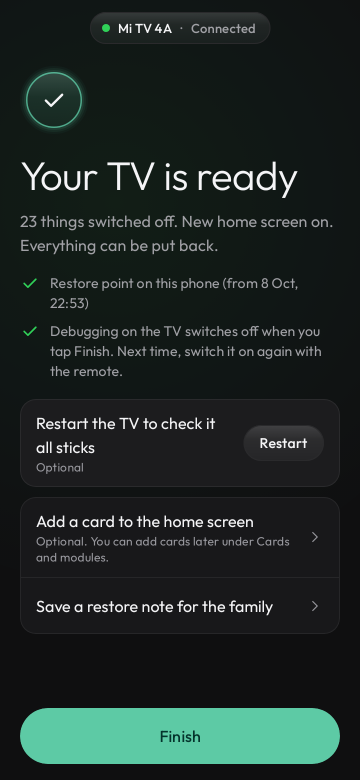 Mi TV 4A · Connected
Your TV is ready
23 things switched off. New home screen on.
Everything can be put back.
Restore point on this phone (from 8 Oct,
22:53)
Debugging on the TV switches off when you
tap Finish. Next time, switch it on again with
the remote.
Restart the TV to check it
all sticks
Optional
Restart
Add a card to the home screen
Optional. You can add cards later under Cards
and modules.
Save a restore note for the family
Finish